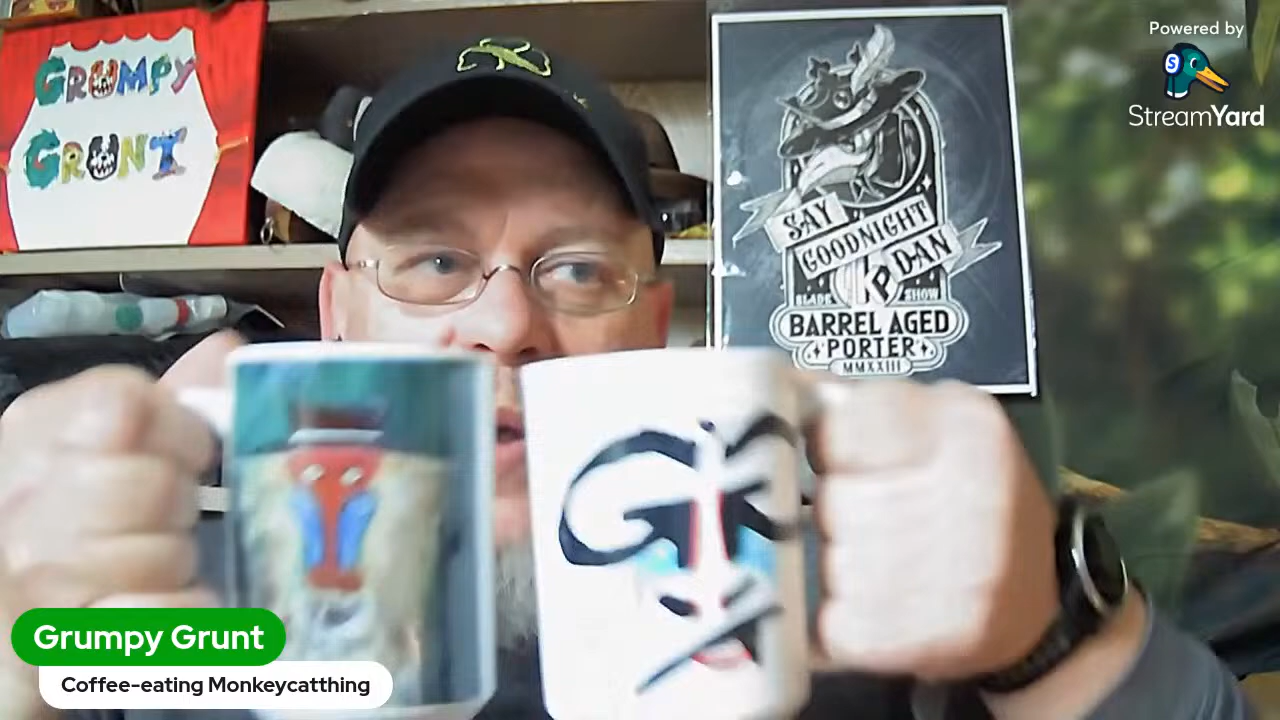 GRUMPY
GRUNT
SAY
GOODNIGHT
DAN
BLADE SHOW
BARREL AGED
PORTER
MMXXIII
Powered by
StreamYard
Grumpy Grunt
Coffee-eating Monkeycatthing